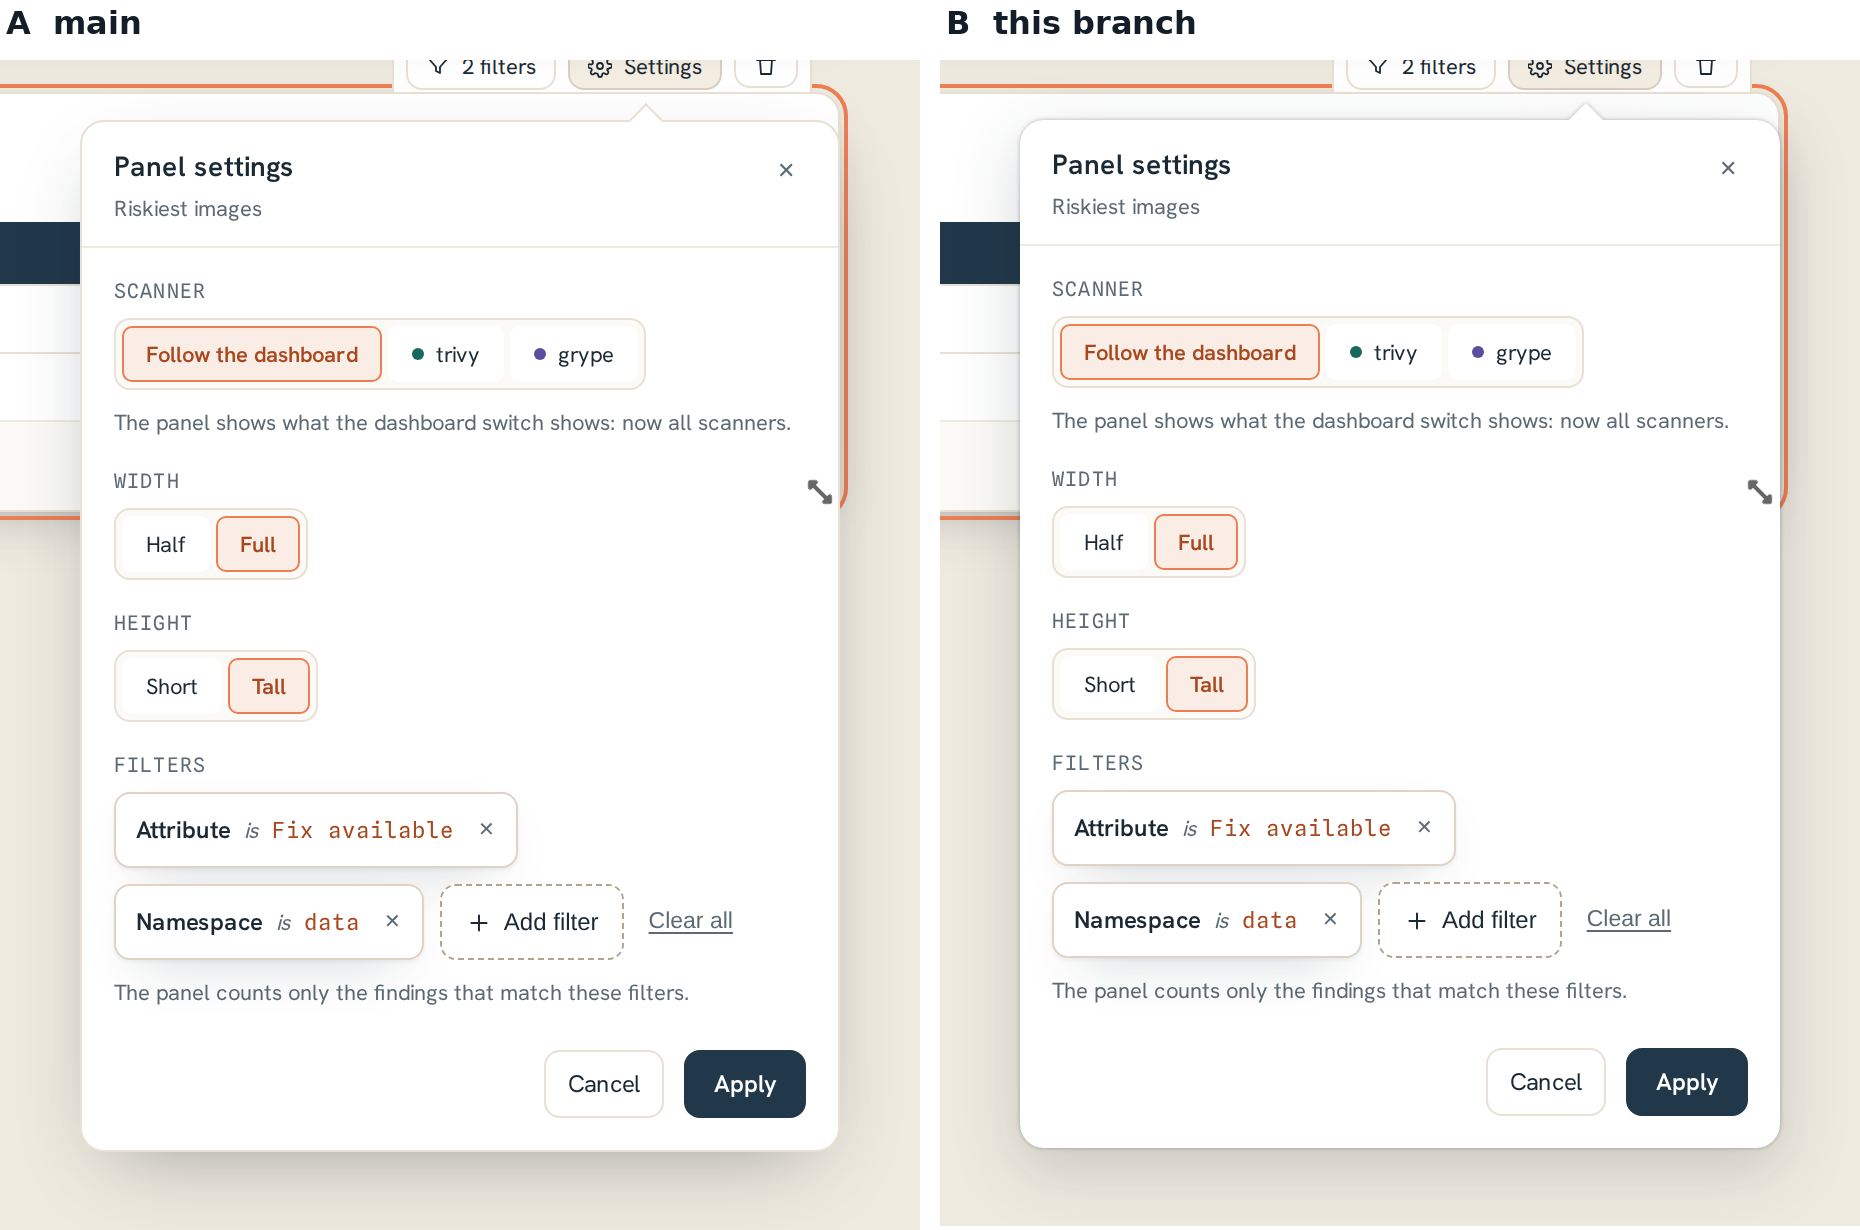 A main
2 filters
Settings
Panel settings
×
Riskiest images
SCANNER
Follow the dashboard
trivy
grype
The panel shows what the dashboard switch shows: now all scanners.
WIDTH
Half
Full
HEIGHT
Short
Tall
FILTERS
Attribute is Fix available ×
Namespace is data ×
+ Add filter
Clear all
The panel counts only the findings that match these filters.
Cancel
Apply
B this branch
2 filters
Settings
Panel settings
×
Riskiest images
SCANNER
Follow the dashboard
trivy
grype
The panel shows what the dashboard switch shows: now all scanners.
WIDTH
Half
Full
HEIGHT
Short
Tall
FILTERS
Attribute is Fix available ×
Namespace is data ×
+ Add filter
Clear all
The panel counts only the findings that match these filters.
Cancel
Apply